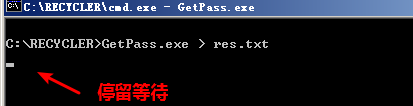 C:\RECYCLER\cmd.exe - GetPass.exe
C:\RECYCLER>GetPass.exe > res.txt
停留等待